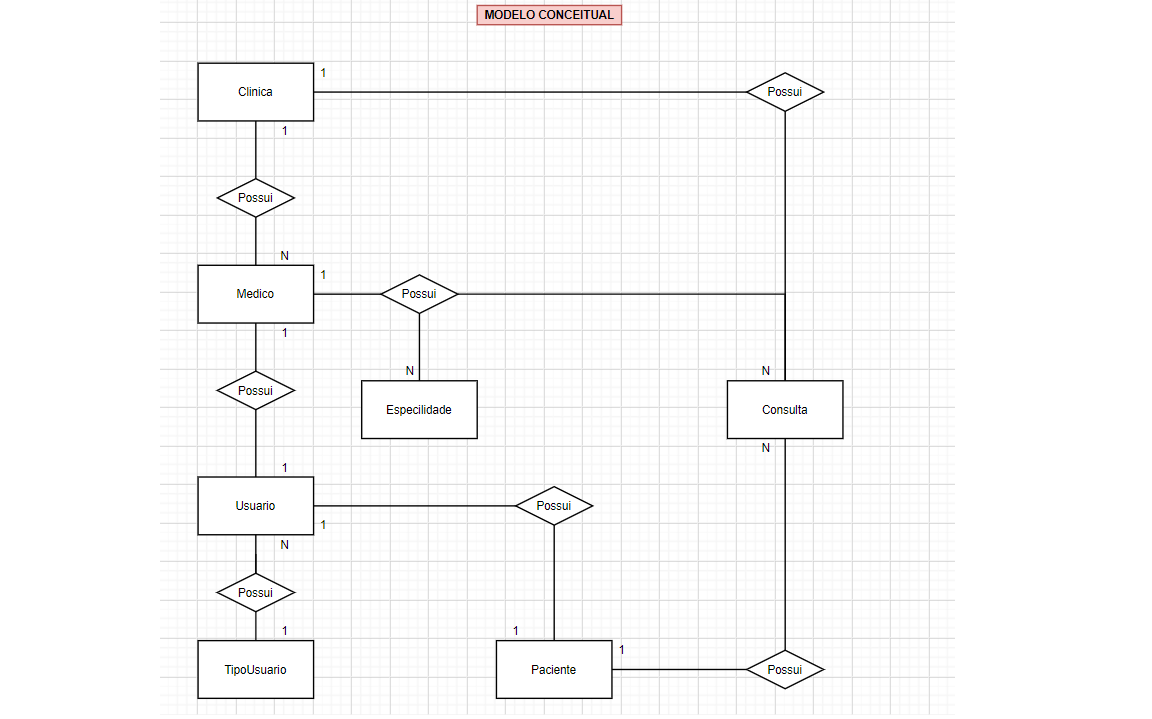 MODELO CONCEITUAL
Clinica
1
Possui
1
Possui
N
Medico
1
Possui
1
N
N
Especilidade
Consulta
Possui
N
1
Usuario
Possui
1
N
Possui
1
1
1
TipoUsuario
Paciente
Possui